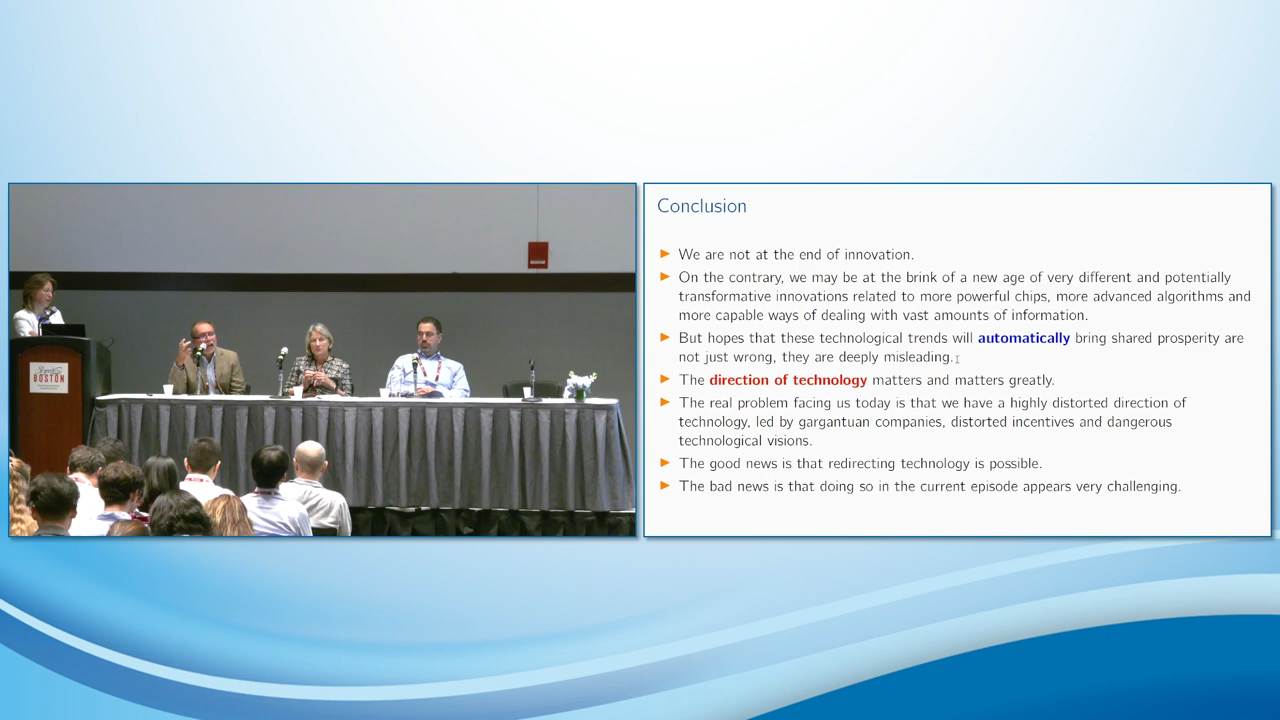 BOSTON
Conclusion
We are not at the end of innovation.
On the contrary, we may be at the brink of a new age of very different and potentially
transformative innovations related to more powerful chips, more advanced algorithms and
more capable ways of dealing with vast amounts of information.
But hopes that these technological trends will automatically bring shared prosperity are
not just wrong, they are deeply misleading.
The direction of technology matters and matters greatly.
The real problem facing us today is that we have a highly distorted direction of
technology, led by gargantuan companies, distorted incentives and dangerous
technological visions.
The good news is that redirecting technology is possible.
The bad news is that doing so in the current episode appears very challenging.